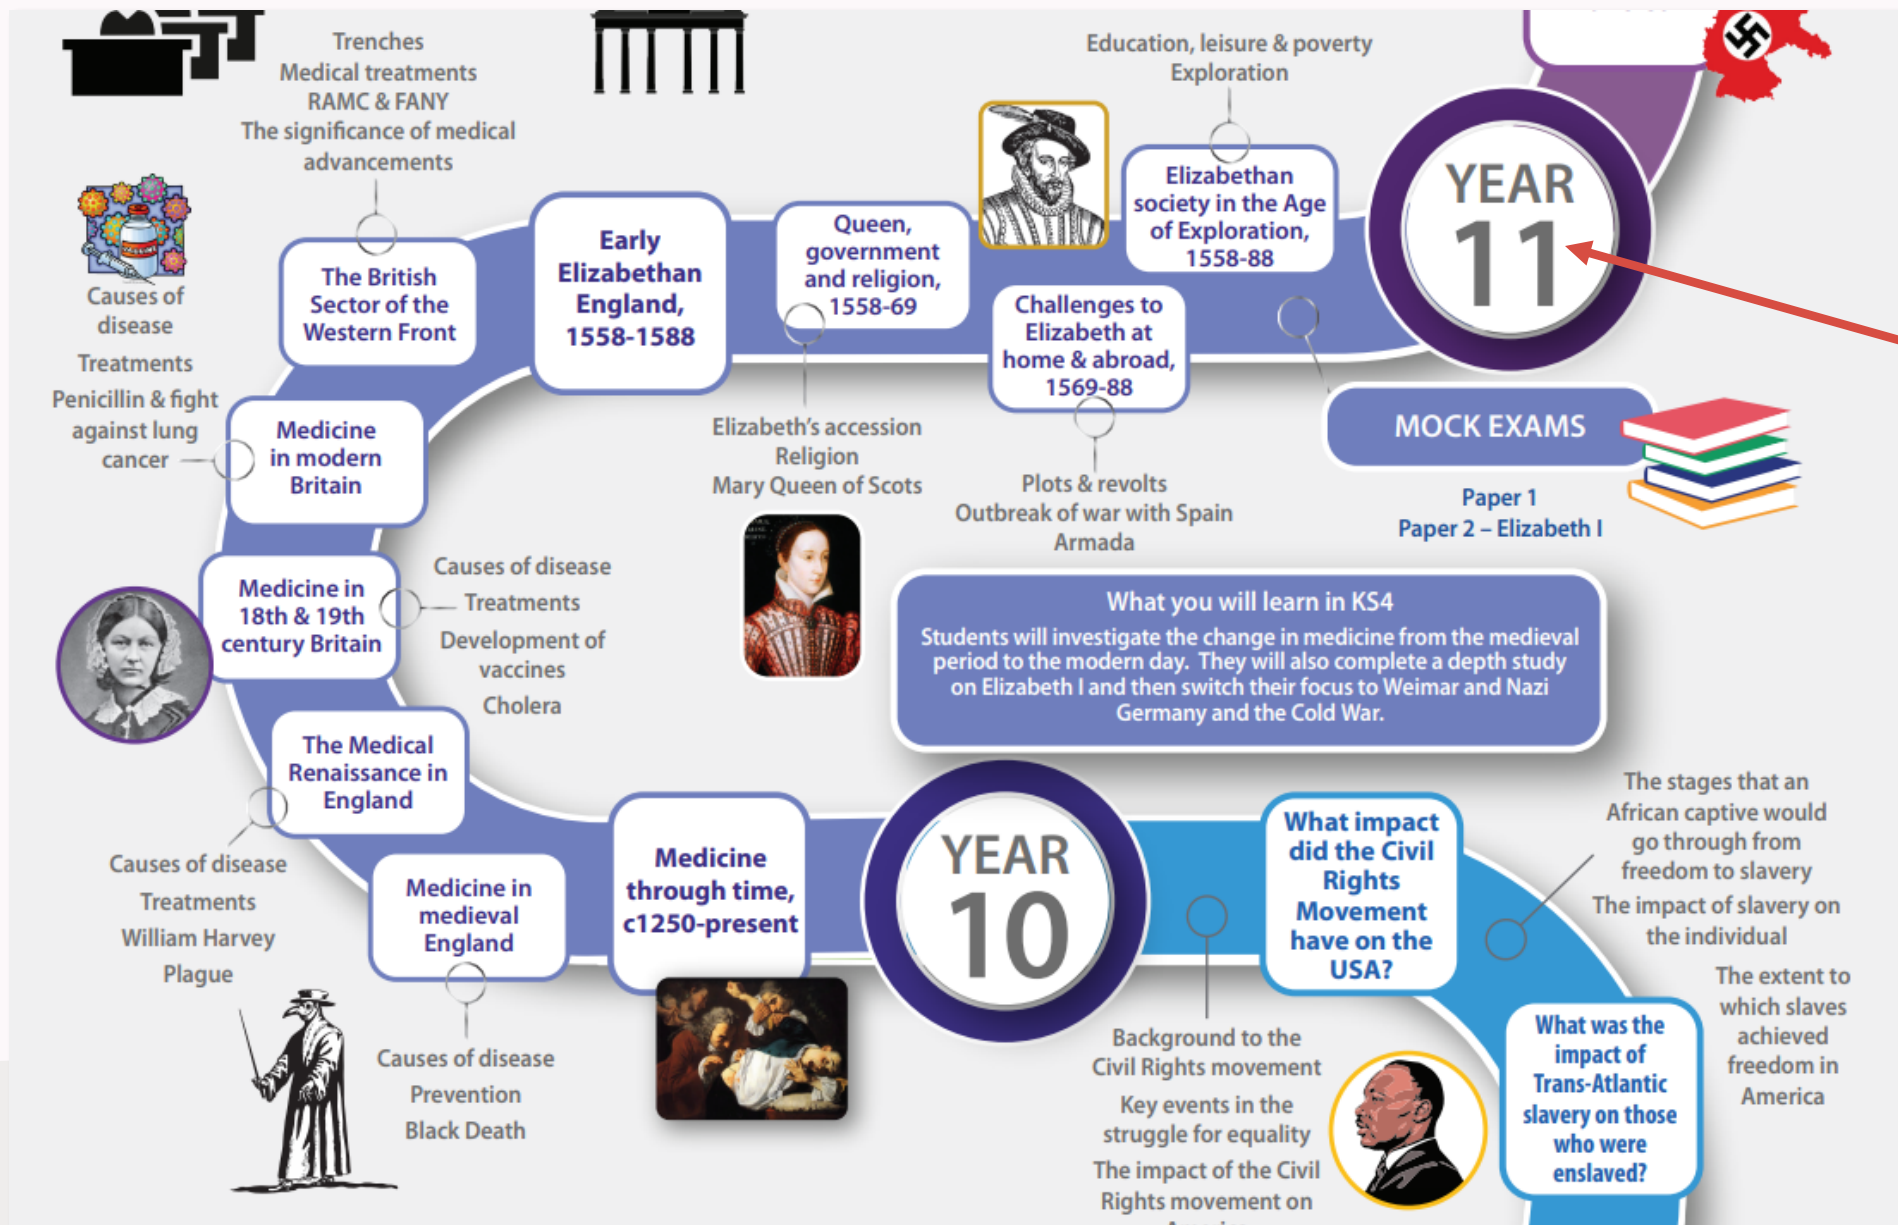 Trenches
Medical treatments
RAMC & FANY
The significance of medical
advancements
Education, leisure & poverty
Exploration
YEAR
11
Elizabethan
society in the Age
of Exploration,
1558-88
Queen,
government
and religion,
1558-69
Early
Elizabethan
England,
1558-1588
The British
Sector of the
Western Front
Causes of
disease
Treatments
Penicillin & fight
against lung
cancer
Challenges to
Elizabeth at
home & abroad,
1569-88
MOCK EXAMS
Paper 1
Paper 2 – Elizabeth I
Elizabeth's accession
Religion
Mary Queen of Scots
Plots & revolts
Outbreak of war with Spain
Armada
Medicine
in modern
Britain
Medicine in
18th & 19th
century Britain
Causes of disease
Treatments
Development of
vaccines
Cholera
What you will learn in KS4
Students will investigate the change in medicine from the medieval
period to the modern day. They will also complete a depth study
on Elizabeth I and then switch their focus to Weimar and Nazi
Germany and the Cold War.
The Medical
Renaissance in
England
Causes of disease
Treatments
William Harvey
Plague
Medicine in
medieval
England
Causes of disease
Prevention
Black Death
Medicine
through time,
c1250-present
YEAR
10
What impact
did the Civil
Rights
Movement
have on the
USA?
The stages that an
African captive would
go through from
freedom to slavery
The impact of slavery on
the individual
The extent to
which slaves
achieved
freedom in
America
Background to the
Civil Rights movement
Key events in the
struggle for equality
The impact of the Civil
Rights movement on
What was the
impact of
Trans-Atlantic
slavery on those
who were
enslaved?